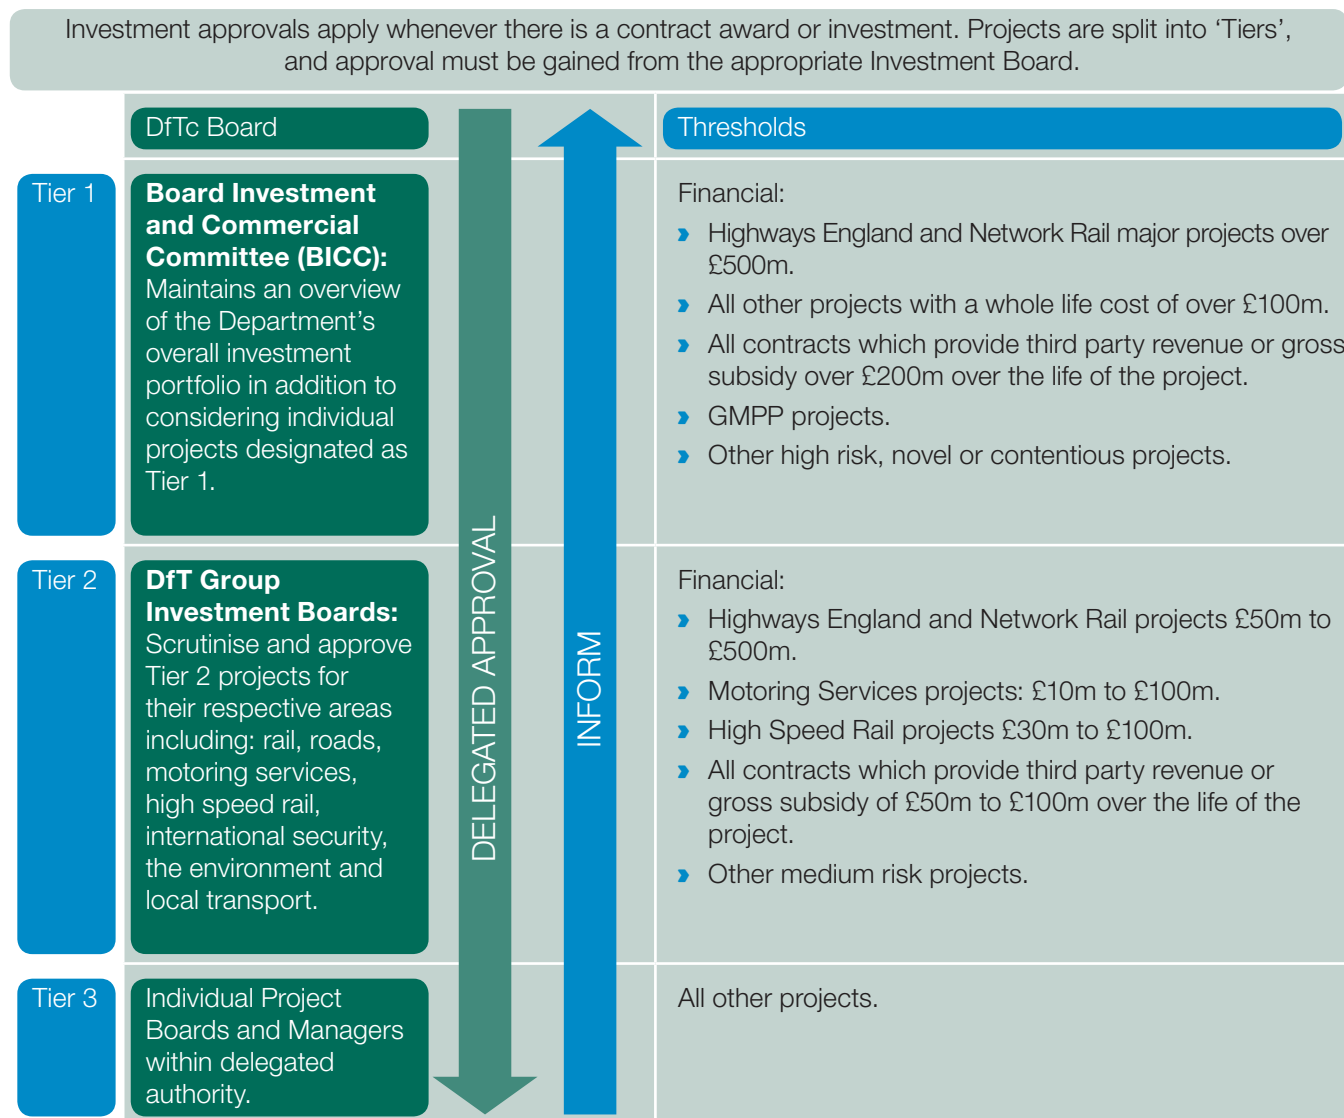 Investment approvals apply whenever there is a contract award or investment. Projects are split into ‘Tiers’,
and approval must be gained from the appropriate Investment Board.
DfTc Board
Thresholds
Tier 1
Board Investment
and Commercial
Committee (BICC):
Maintains an overview
of the Department’s
overall investment
portfolio in addition to
considering individual
projects designated as
Tier 1.
Financial:
Highways England and Network Rail major projects over
£500m.
All other projects with a whole life cost of over £100m.
All contracts which provide third party revenue or gross
subsidy over £200m over the life of the project.
GMPP projects.
Other high risk, novel or contentious projects.
DELEGATED APPROVAL
INFORM
Tier 2
DfT Group
Investment Boards:
Scrutinise and approve
Tier 2 projects for
their respective areas
including: rail, roads,
motoring services,
high speed rail,
international security,
the environment and
local transport.
Financial:
Highways England and Network Rail projects £50m to
£500m.
Motoring Services projects: £10m to £100m.
High Speed Rail projects £30m to £100m.
All contracts which provide third party revenue or
gross subsidy of £50m to £100m over the life of the
project.
Other medium risk projects.
Tier 3
Individual Project
Boards and Managers
within delegated
authority.
All other projects.